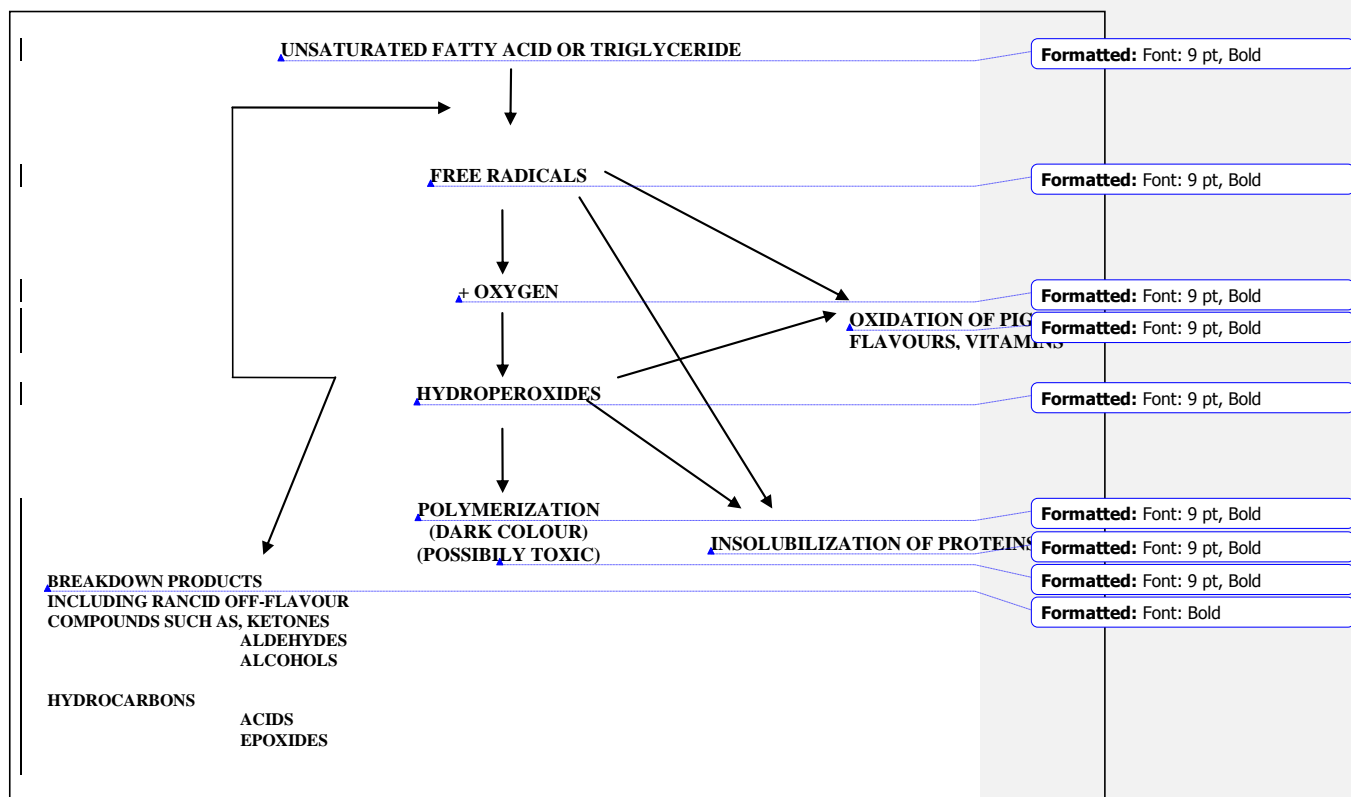 UNSATURATED FATTY ACID OR TRIGLYCERIDE
Formatted: Font: 9 pt, Bold
FREE RADICALS
Formatted: Font: 9 pt, Bold
+ OXYGEN
Formatted: Font: 9 pt, Bold
OXIDATION OF
Formatted: Font: 9 pt, Bold
FLAVOURS, VITAMINS
HYDROPEROXIDES
Formatted: Font: 9 pt, Bold
POLYMERIZATION
Formatted: Font: 9 pt, Bold
(DARK COLOUR)
INSOLUBILIZATION OF PROTEINS
Formatted: Font: 9 pt, Bold
(POSSIBILY TOXIC)
Formatted: Font: 9 pt, Bold
BREAKDOWN PRODUCTS
INCLUDING RANCID OFF-FLAVOUR
Formatted: Font: Bold
COMPOUNDS SUCH AS, KETONES
ALDEHYDES
ALCOHOLS
HYDROCARBONS
ACIDS
EPOXIDES